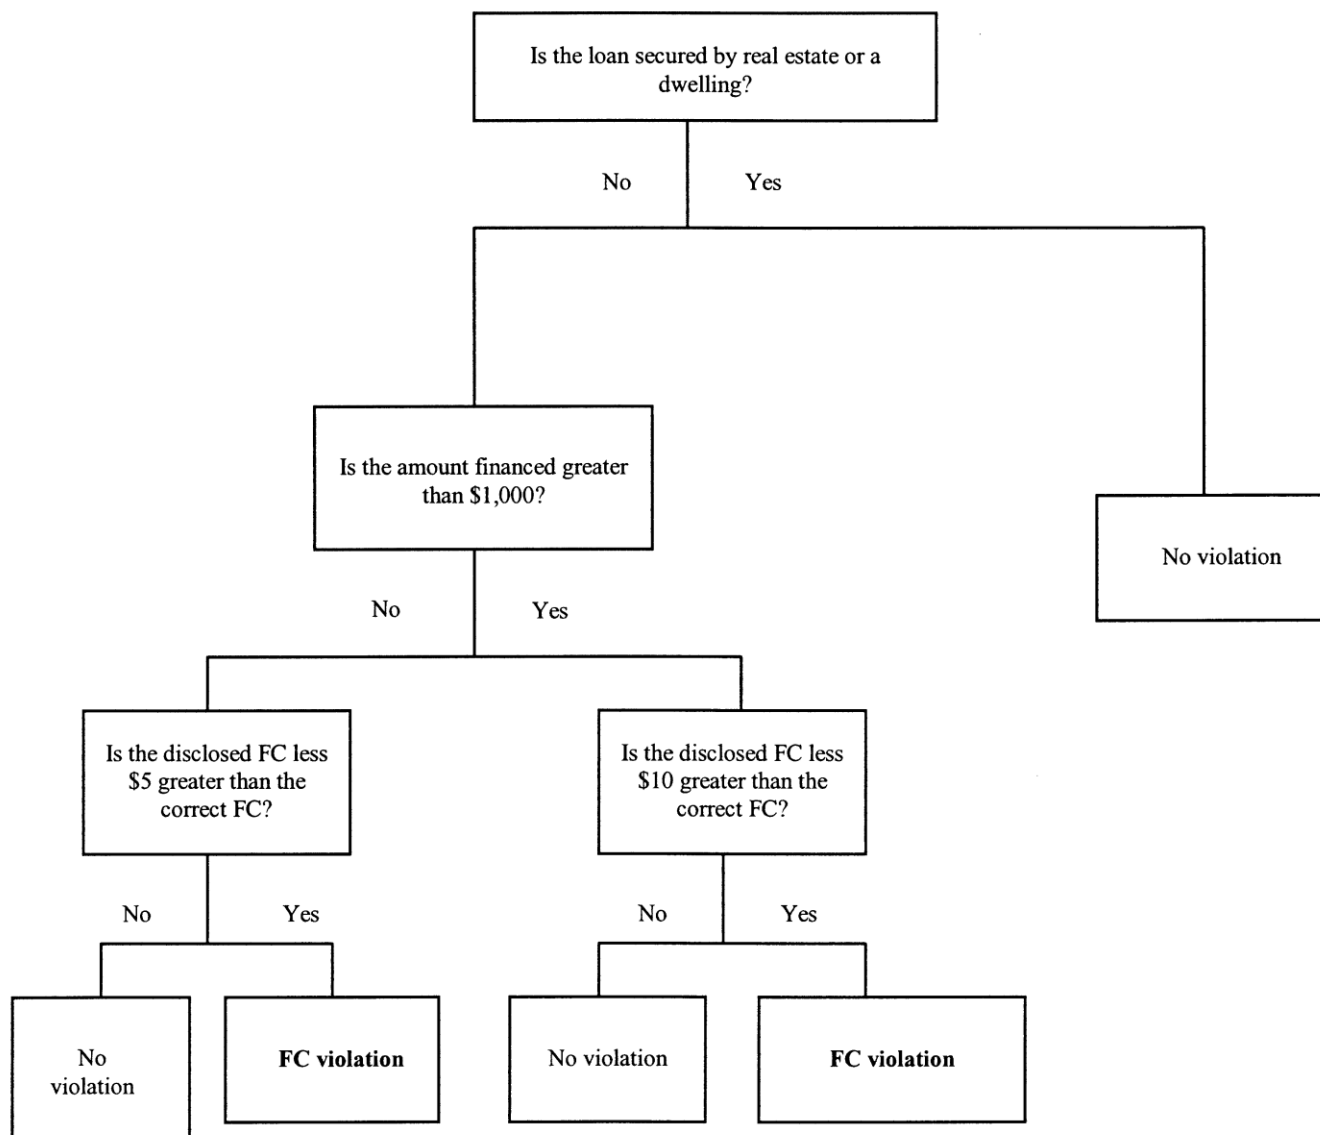 Is the loan secured by real estate or a
dwelling?
No
Yes
Is the amount financed greater
than $1,000?
No violation
No
Yes
Is the disclosed FC less
$5 greater than the
correct FC?
Is the disclosed FC less
$10 greater than the
correct FC?
No
Yes
No
Yes
No
violation
FC violation
No violation
FC violation